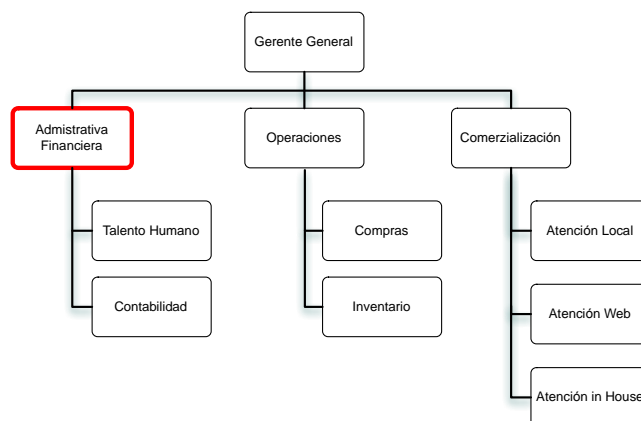 Gerente General
Admistrativa
Financiera
Operaciones
Comerzialización
Talento Humano
Compras
Atención Local
Contabilidad
Inventario
Atención Web
Atención in House